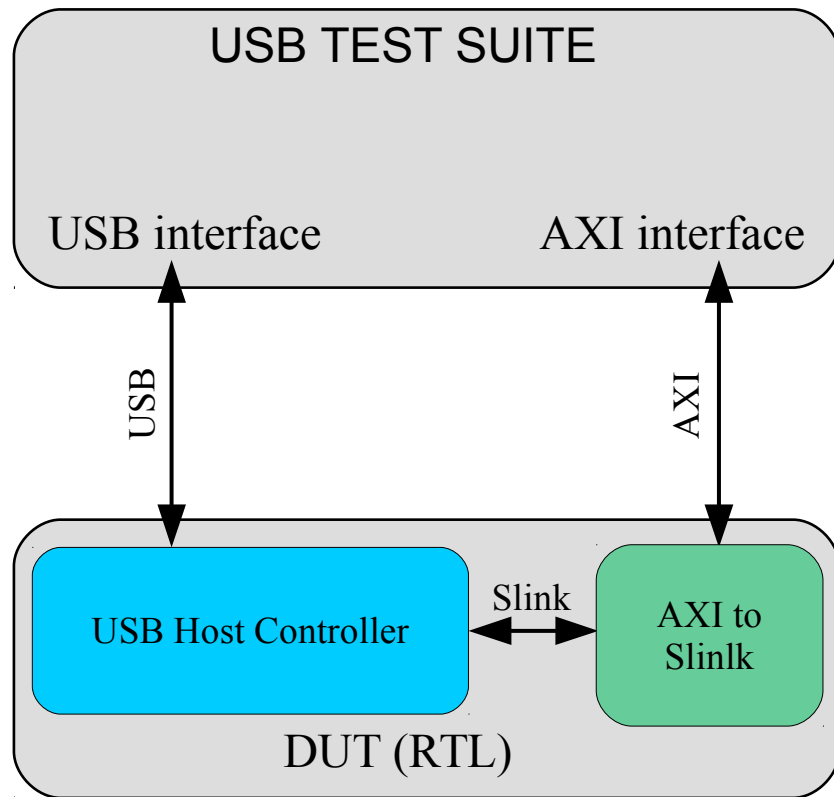 USB TEST SUITE
USB interface
AXI interface
USB
AXI
USB Host Controller
Slink
AXI to
Slinlk
DUT (RTL)